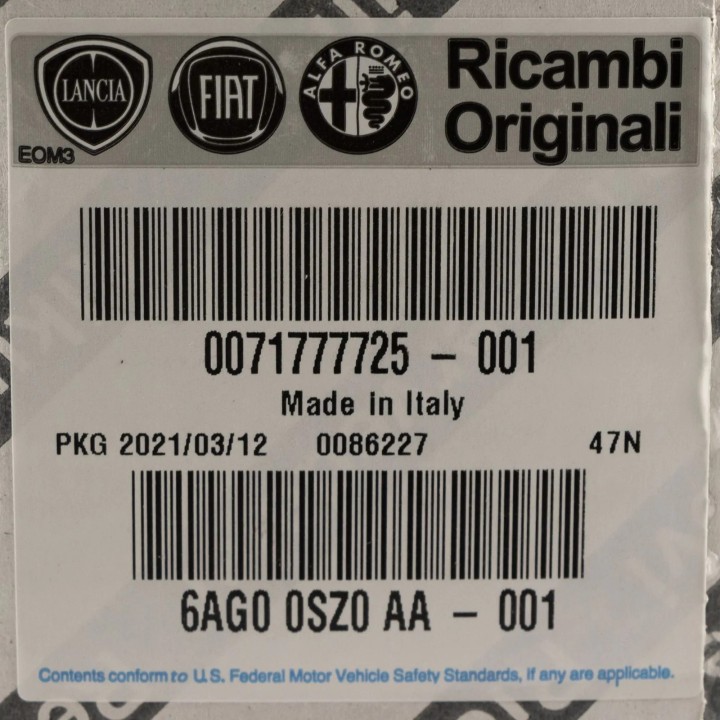 LANCIA FIAT ALFA ROMEO Ricambi
Originali
EOM3
0071777725 - 001
Made in Italy
PKG 2021/03/12 0086227 47N
6AG0 0SZ0 AA - 001
Contents conform to U.S. Federal Motor Vehicle Safety Standards, if any are applicable.